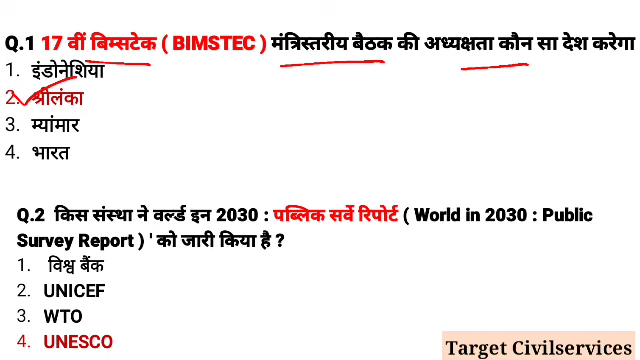 Q.1 17 वीं बिम्सटेक ( BIMSTEC ) मंत्रिस्तरीय बैठक की अध्यक्षता कौन सा देश करेगा
1. इंडोनेशिया
2. श्रीलंका
3. म्यांमार
4. भारत
Q.2 किस संस्था ने वर्ल्ड इन 2030 : पब्लिक सर्वे रिपोर्ट ( World in 2030 : Public
Survey Report ) ' को जारी किया है ?
1. विश्व बैंक
2. UNICEF
3. WTO
4. UNESCO
Target Civilservices